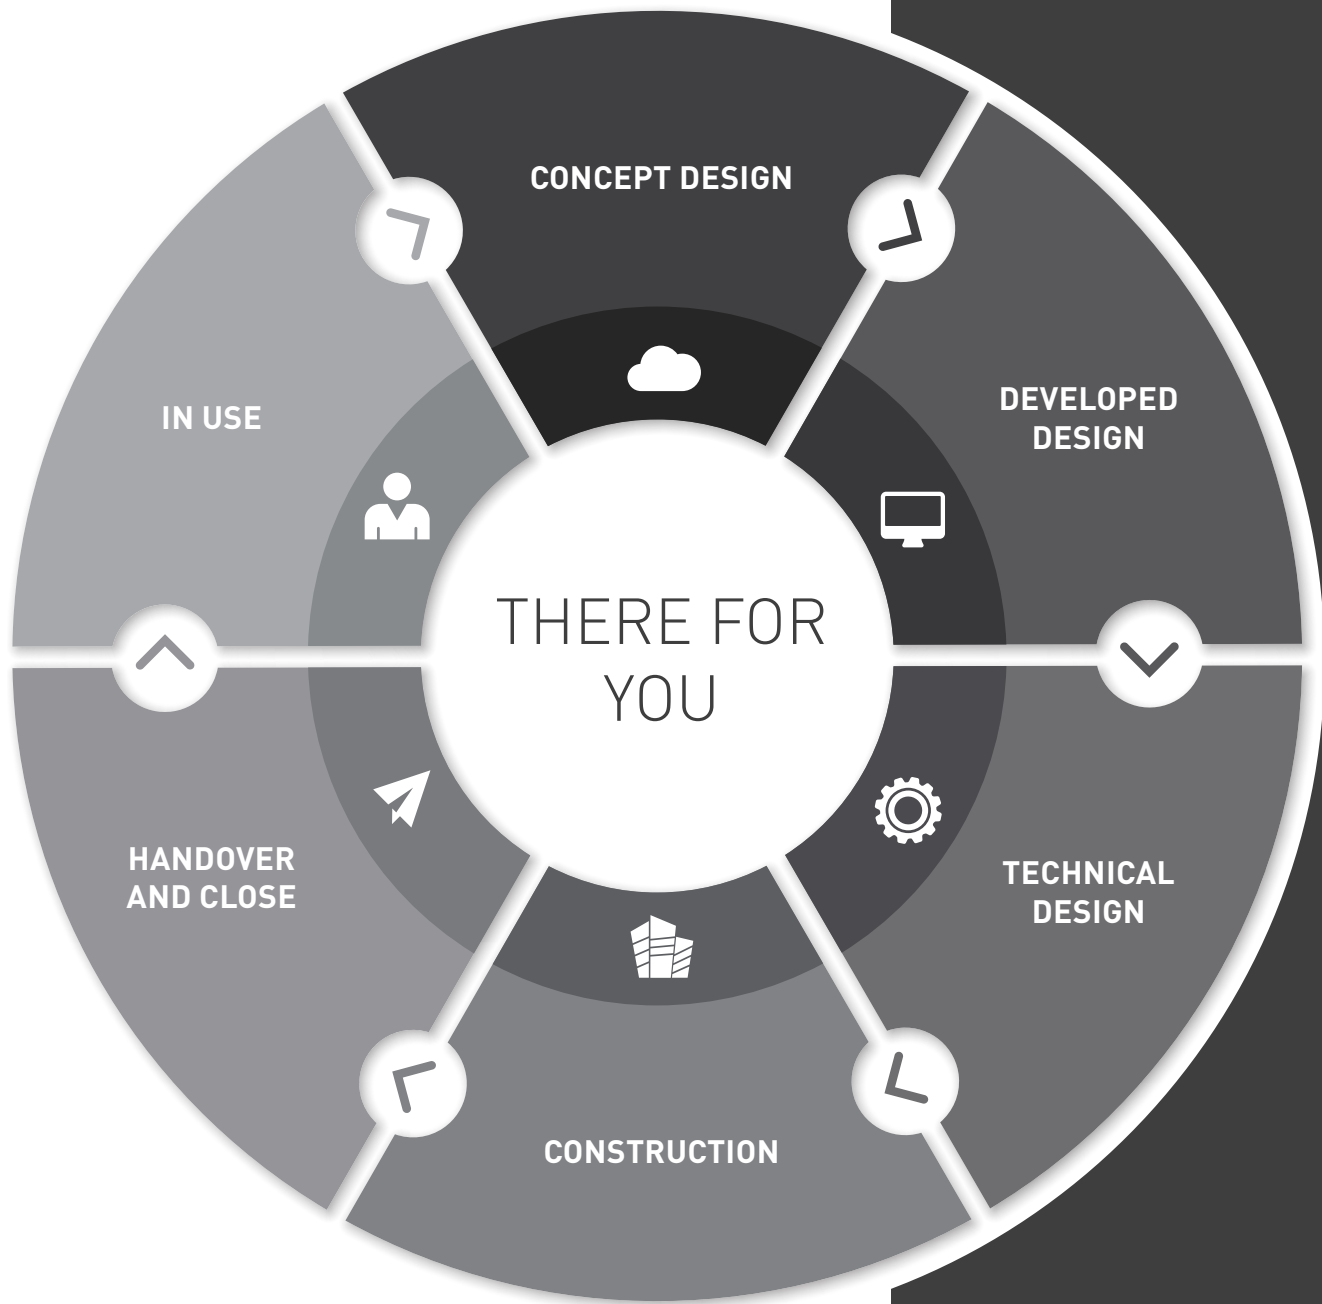 CONCEPT DESIGN
DEVELOPED
DESIGN
TECHNICAL
DESIGN
CONSTRUCTION
HANDOVER
AND CLOSE
IN USE
THERE FOR
YOU